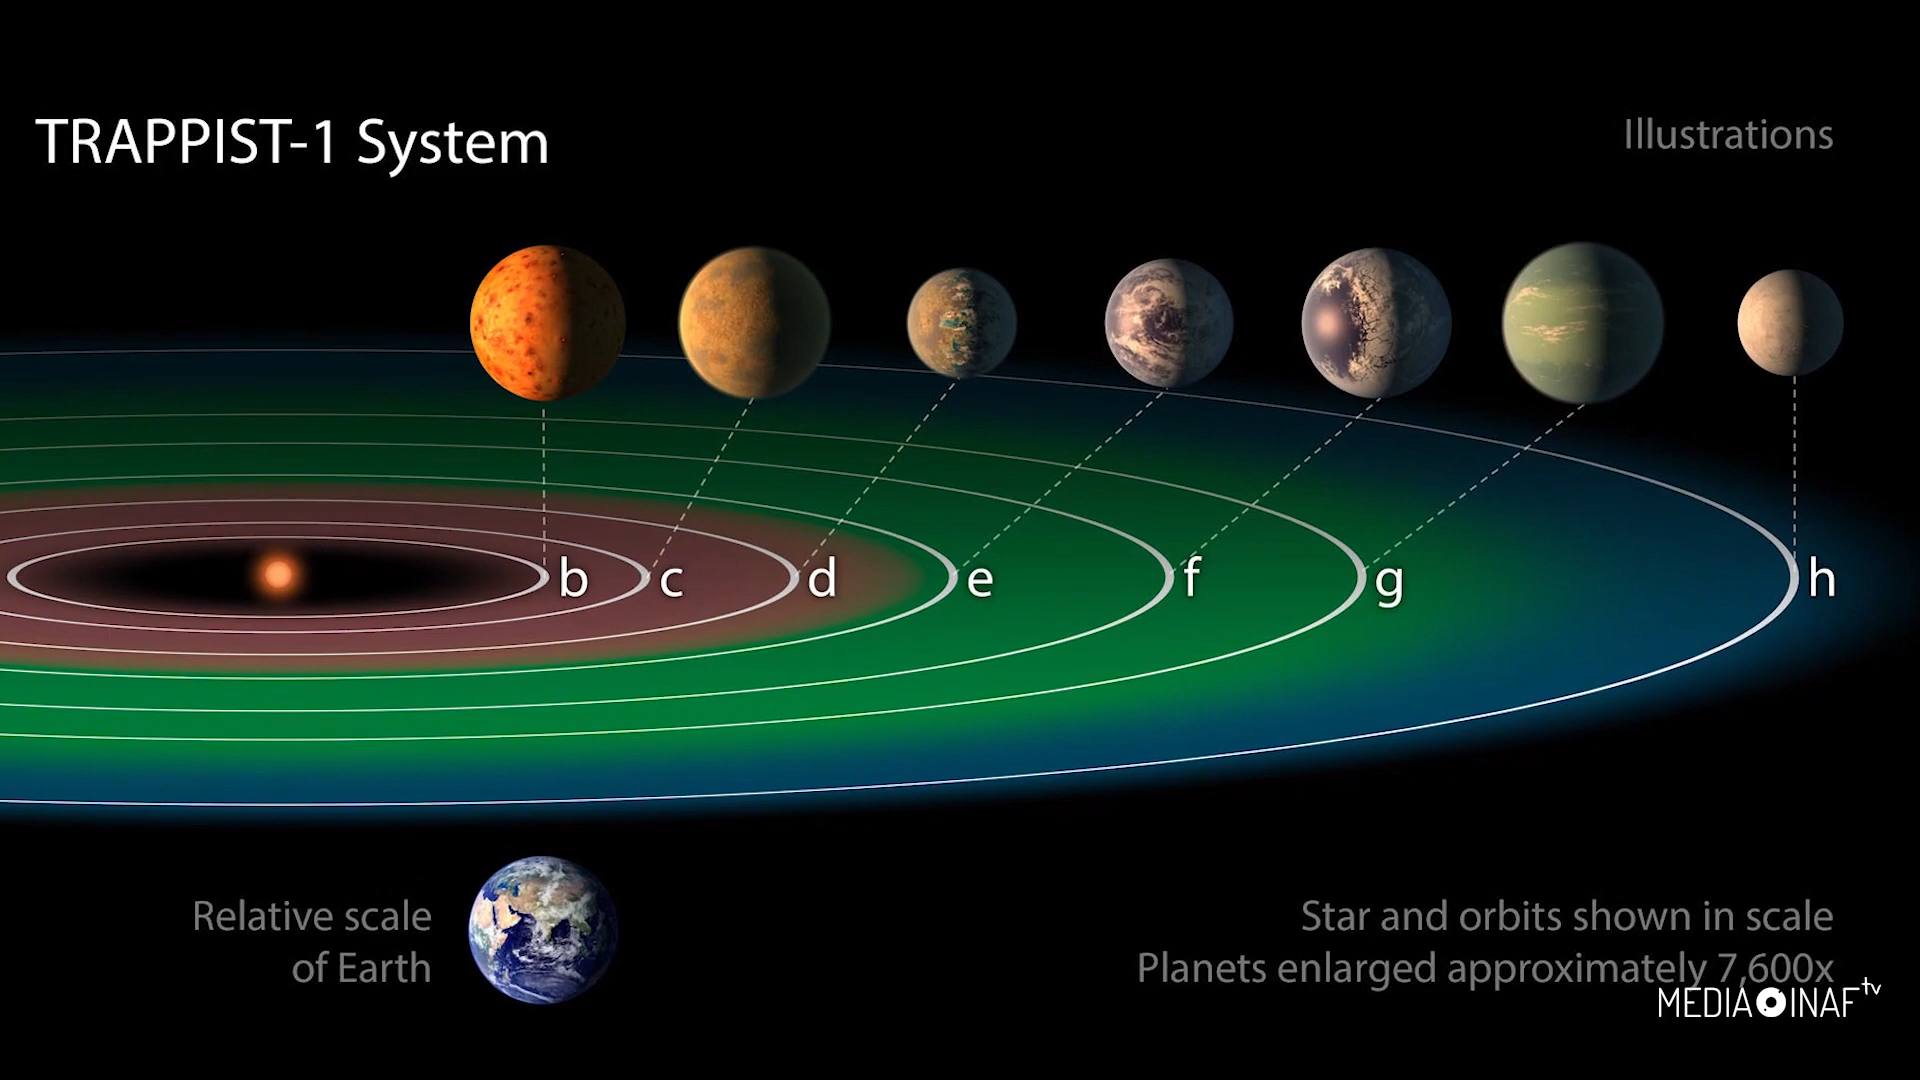 TRAPPIST-1 System
Illustrations
b c d e f g h
Relative scale
of Earth
Star and orbits shown in scale
Planets enlarged approximately 7,600x
MEDIA INAF tv